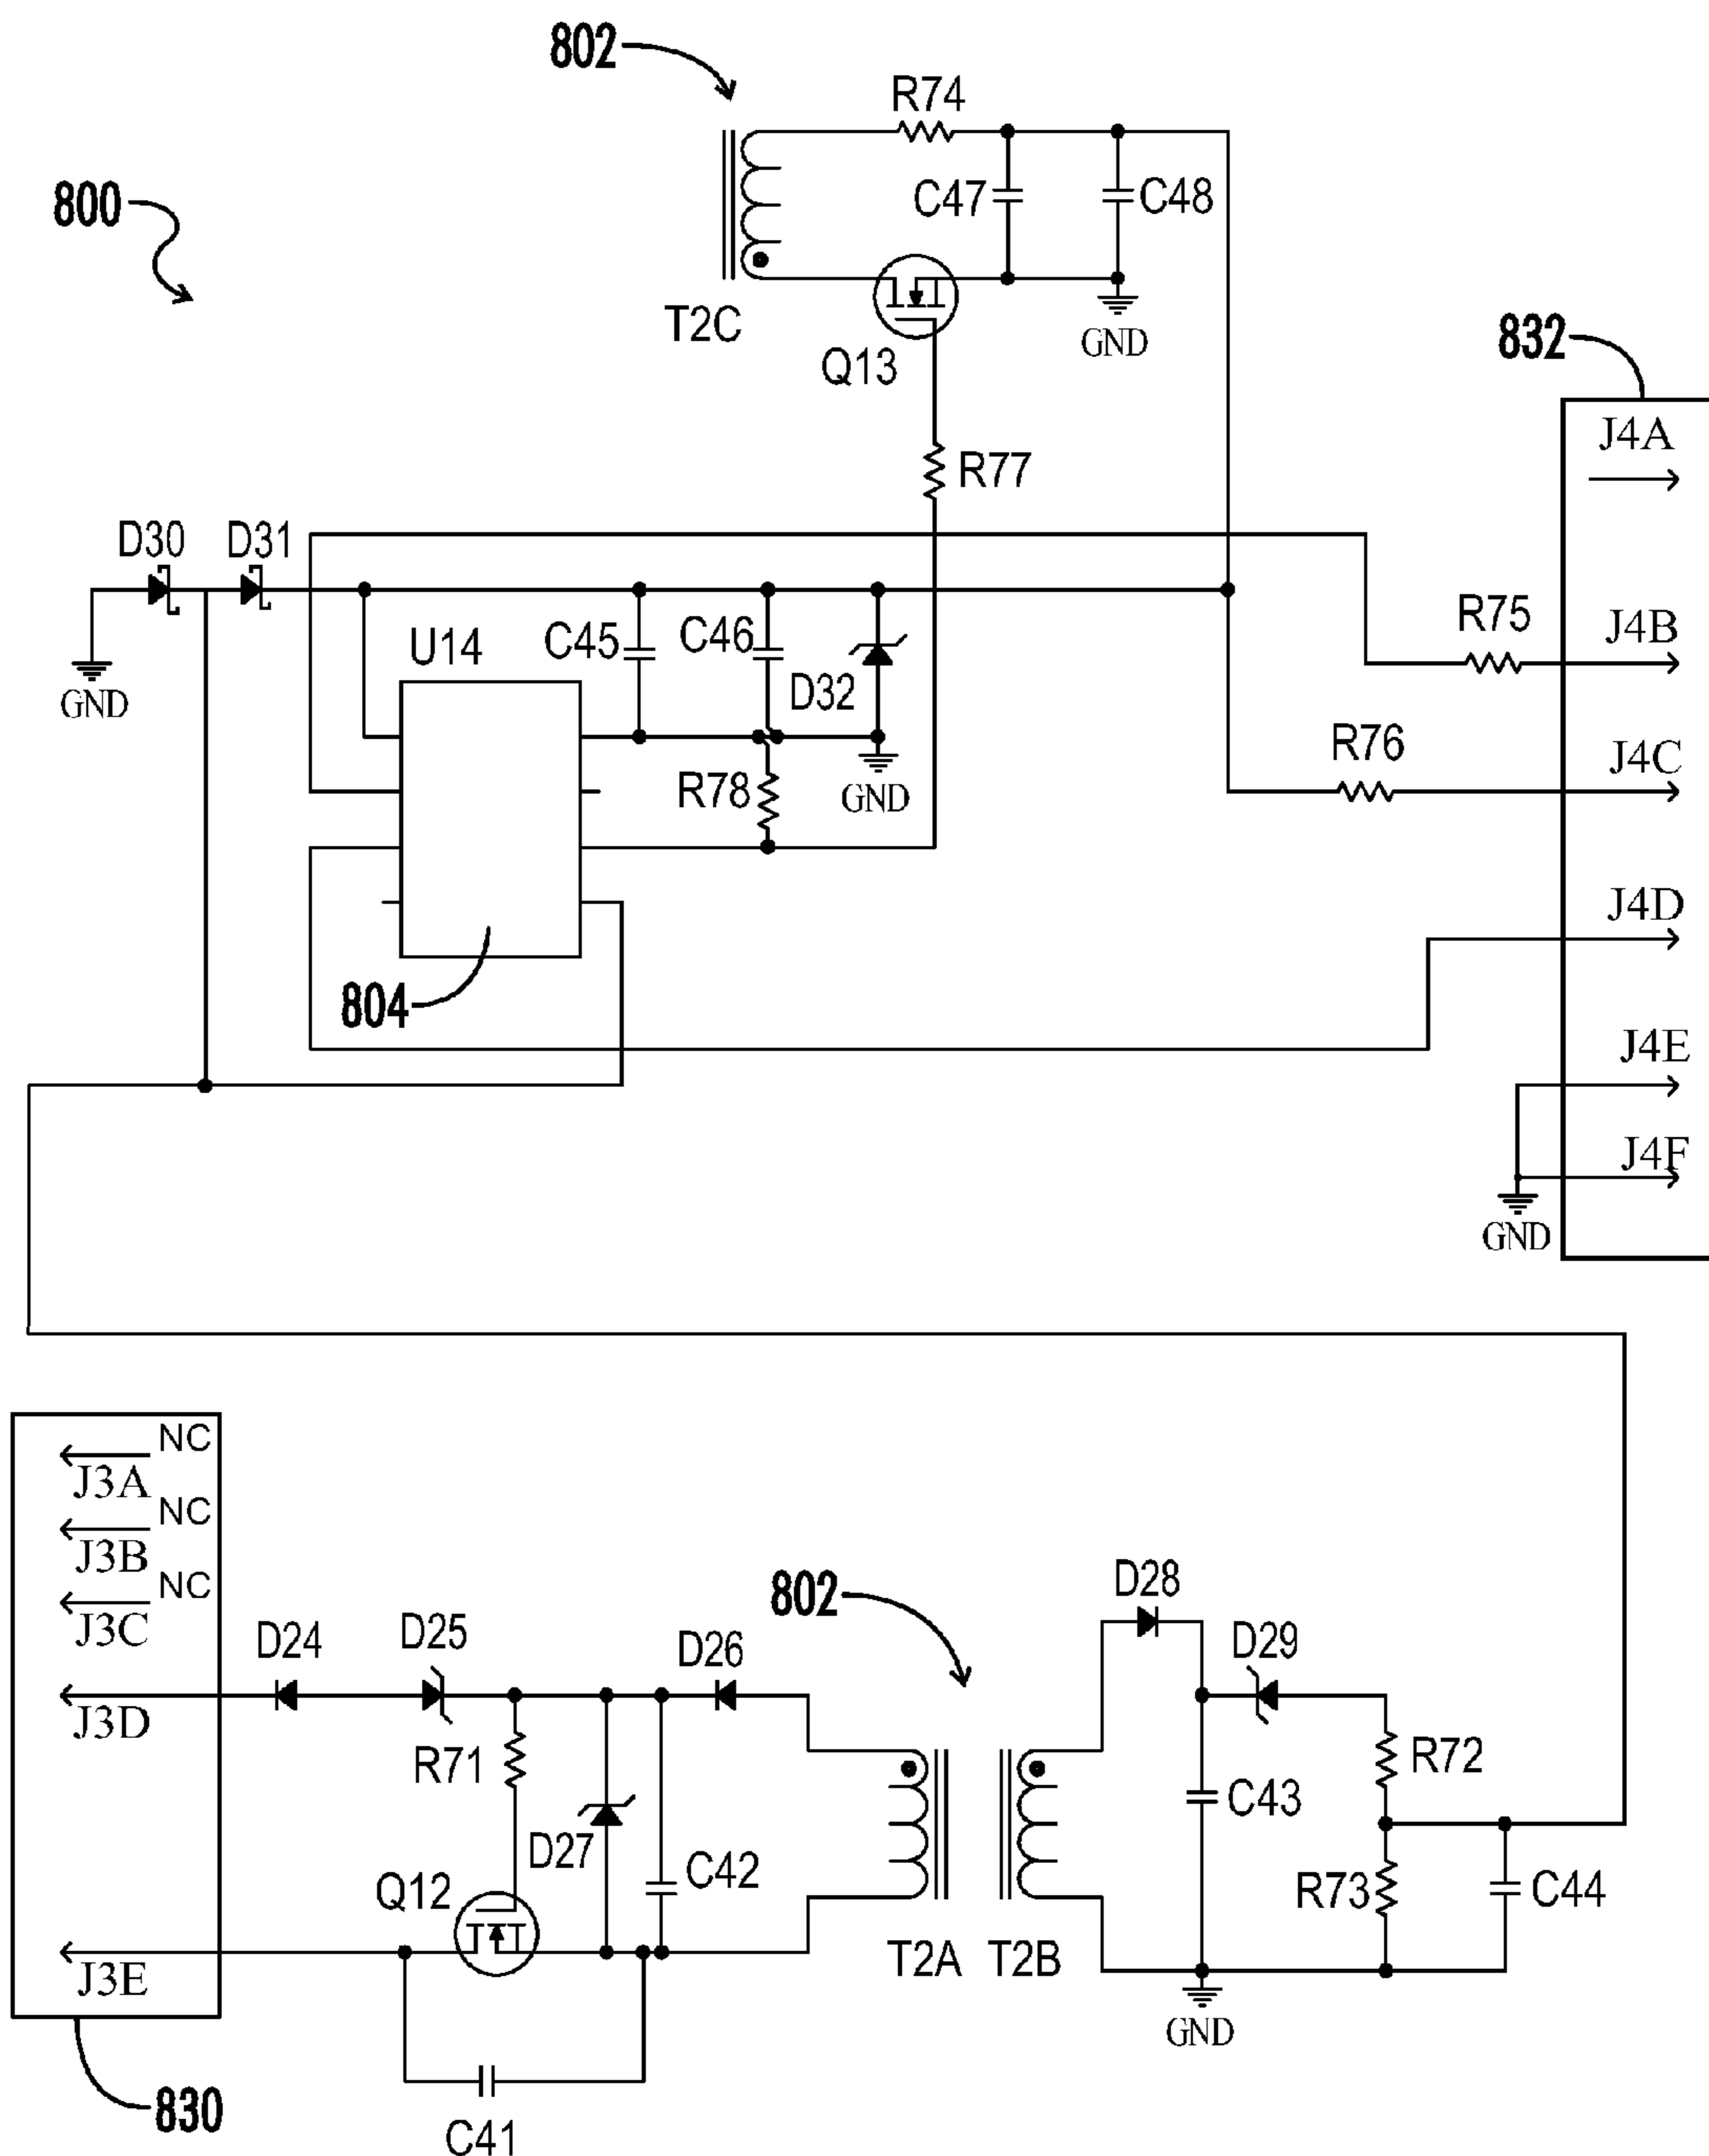 802
R74
800
C47
C48
T2C
GND
Q13
832
J4A
R77
D30
D31
R75
J4B
U14
C45
C46
D32
GND
R76
J4C
R78
GND
J4D
804
J4E
J4F
GND
NC
J3A
NC
J3B
NC
J3C
802
D28
D24
D25
D26
D29
J3D
R71
R72
C43
D27
Q12
C42
R73
C44
J3E
T2A
T2B
GND
830
C41